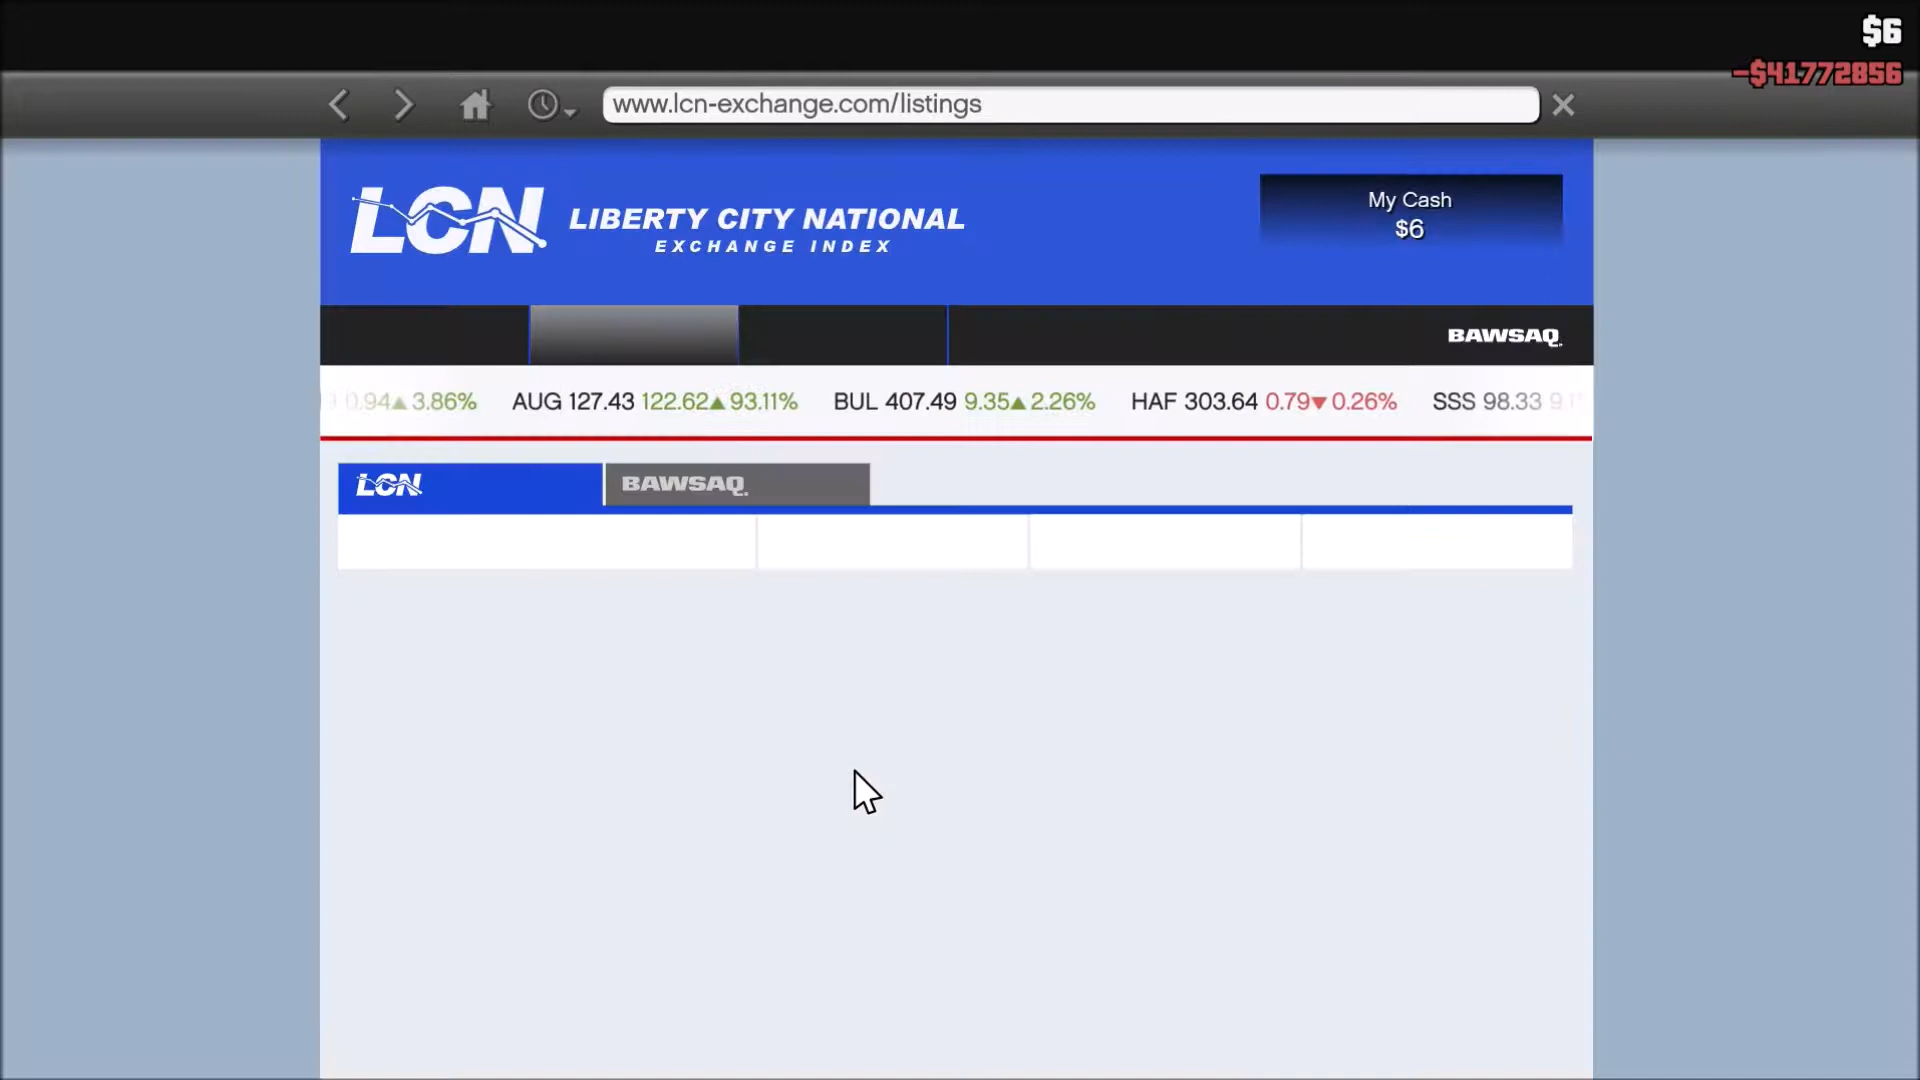 $6
-$41772856
www.lcn-exchange.com/listings
LCN LIBERTY CITY NATIONAL
EXCHANGE INDEX
My Cash
$6
BAWSAQ
0.94▲3.86% AUG 127.43 122.62▲93.11% BUL 407.49 9.35▲2.26% HAF 303.64 0.79▼0.26% SSS 98.33
LCN BAWSAQ